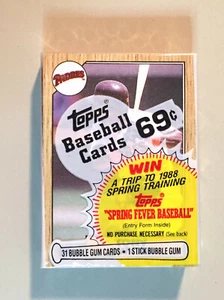 Padres
Topps
Baseball
Cards
69¢
WIN
A TRIP TO 1988
SPRING TRAINING
Topps
"SPRING FEVER BASEBALL"
(Entry Form Inside)
NO PURCHASE NECESSARY (See back)
31 BUBBLE GUM CARDS • 1 STICK BUBBLE GUM